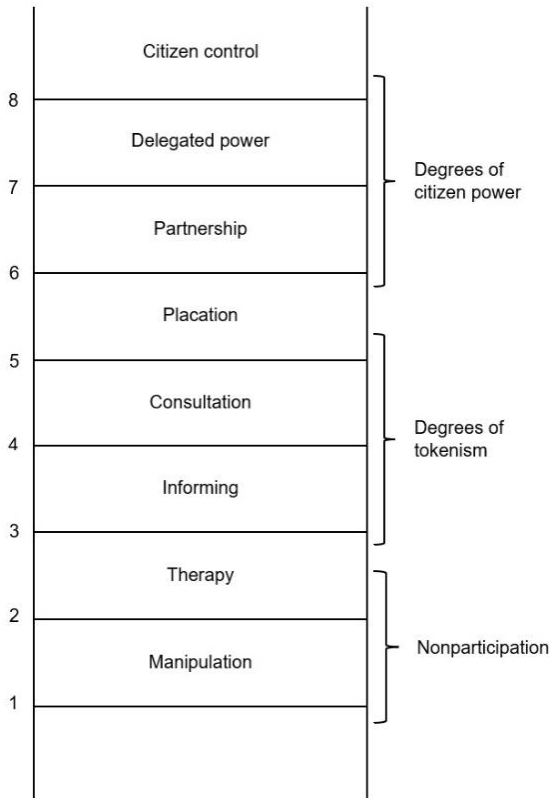 Citizen control
8
Delegated power
Degrees of
citizen power
7
Partnership
6
Placation
5
Consultation
Degrees of
tokenism
4
Informing
3
Therapy
2
Nonparticipation
Manipulation
1